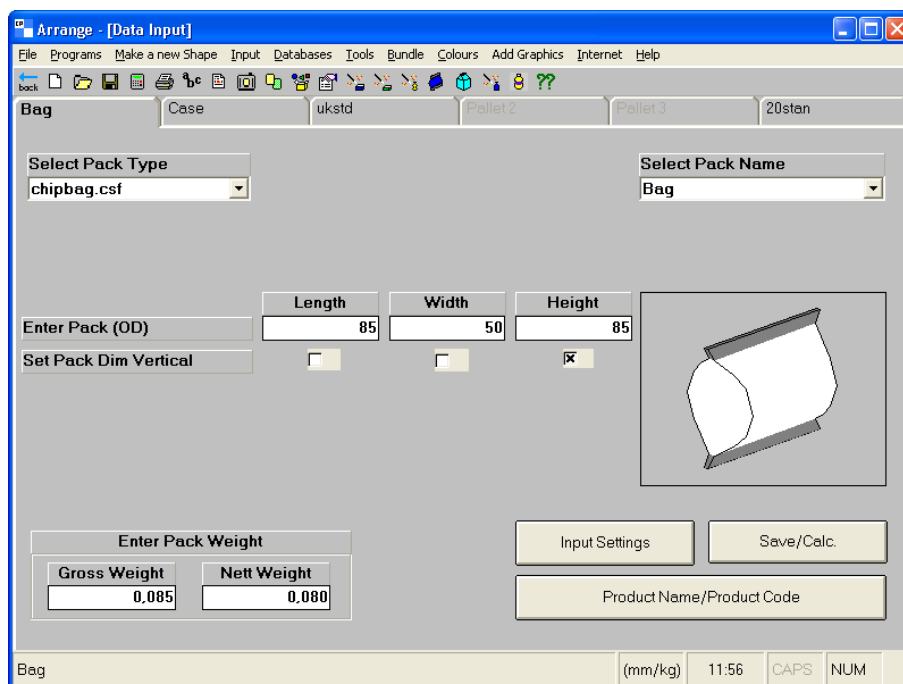 Arrange - [Data Input]
File Programs Make a new Shape Input Databases Tools Bundle Colours Add Graphics Internet Help
back abc ??
Bag Case ukstd Pallet 2 Pallet 3 20stan
Select Pack Type Select Pack Name
chipbag.csf Bag
Length Width Height
Enter Pack (OD) 85 50 85
Set Pack Dim Vertical
Enter Pack Weight
Input Settings Save/Calc.
Gross Weight Nett Weight
0,085 0,080
Product Name/Product Code
Bag (mm/kg) 11:56 CAPS NUM